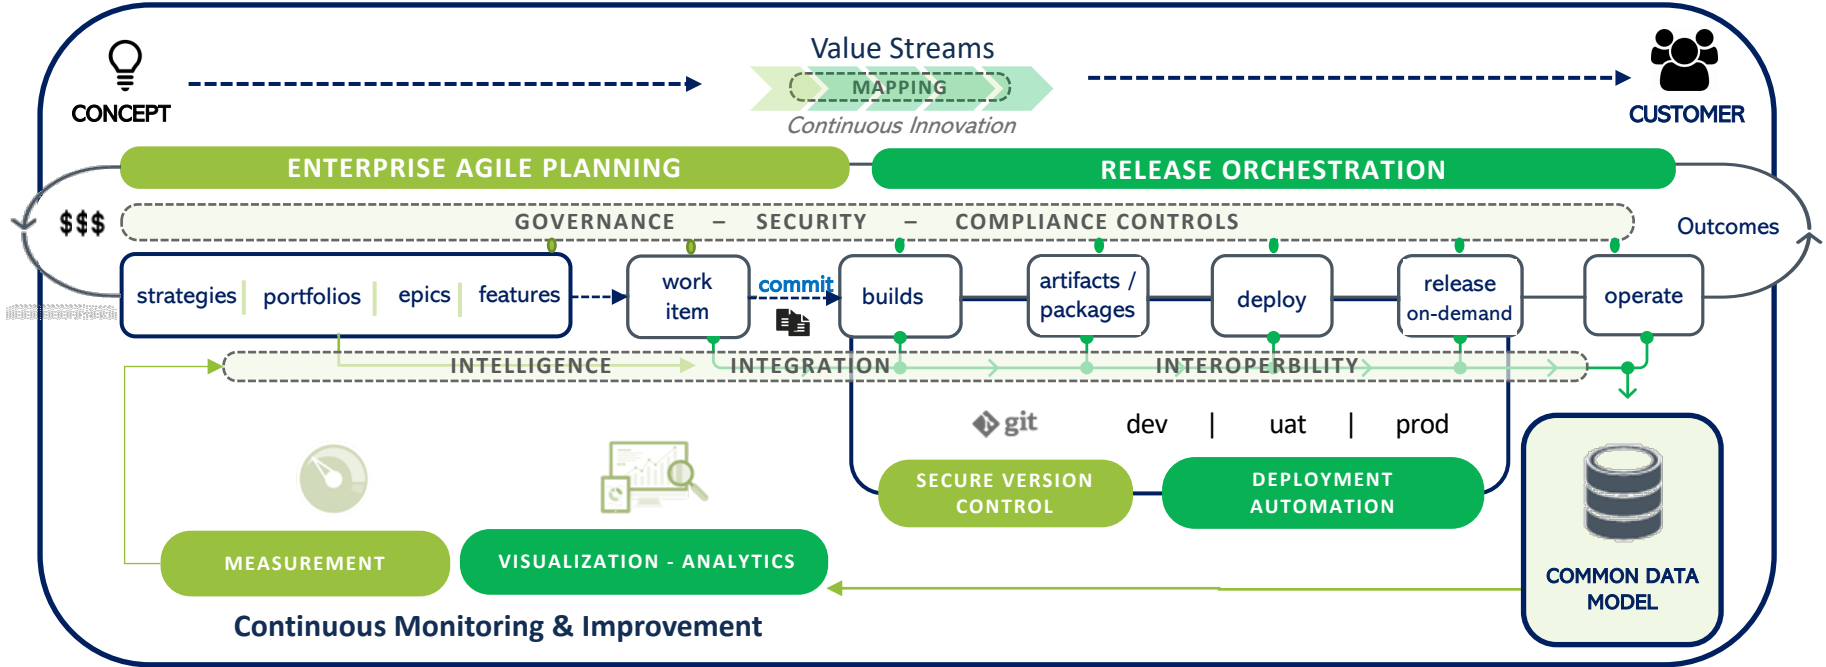 Value Streams
MAPPING
Continuous Innovation
CONCEPT
CUSTOMER
ENTERPRISE AGILE PLANNING
RELEASE ORCHESTRATION
$$$
GOVERNANCE – SECURITY – COMPLIANCE CONTROLS
Outcomes
strategies | portfolios | epics | features
work
item
commit
builds
artifacts /
packages
deploy
release
on-demand
operate
INTELLIGENCE INTEGRATION INTEROPERBILITY
git
dev | uat | prod
SECURE VERSION
CONTROL
DEPLOYMENT
AUTOMATION
MEASUREMENT
VISUALIZATION - ANALYTICS
COMMON DATA
MODEL
Continuous Monitoring & Improvement